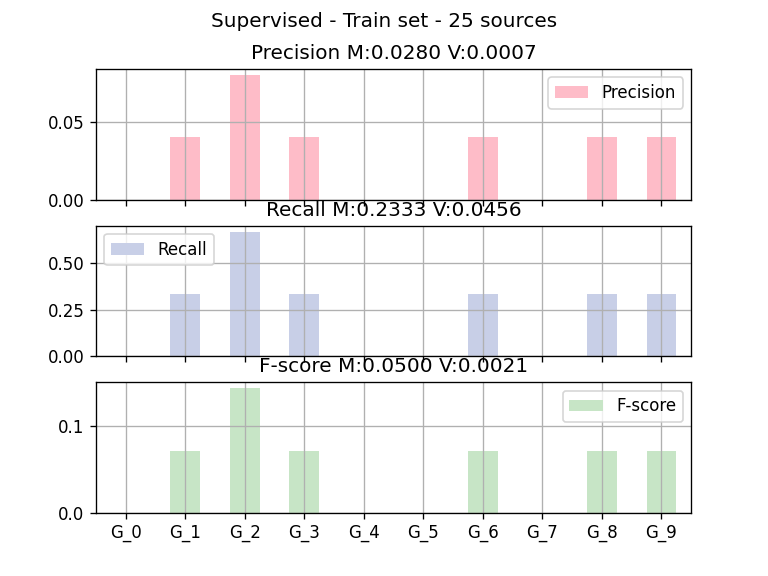 Supervised - Train set - 25 sources
Precision M:0.0280 V:0.0007
Precision
0.05
0.00
Recall M:0.2333 V:0.0456
Recall
0.50
0.25
0.00
F-score M:0.0500 V:0.0021
F-score
0.1
0.0
G_0 G_1 G_2 G_3 G_4 G_5 G_6 G_7 G_8 G_9